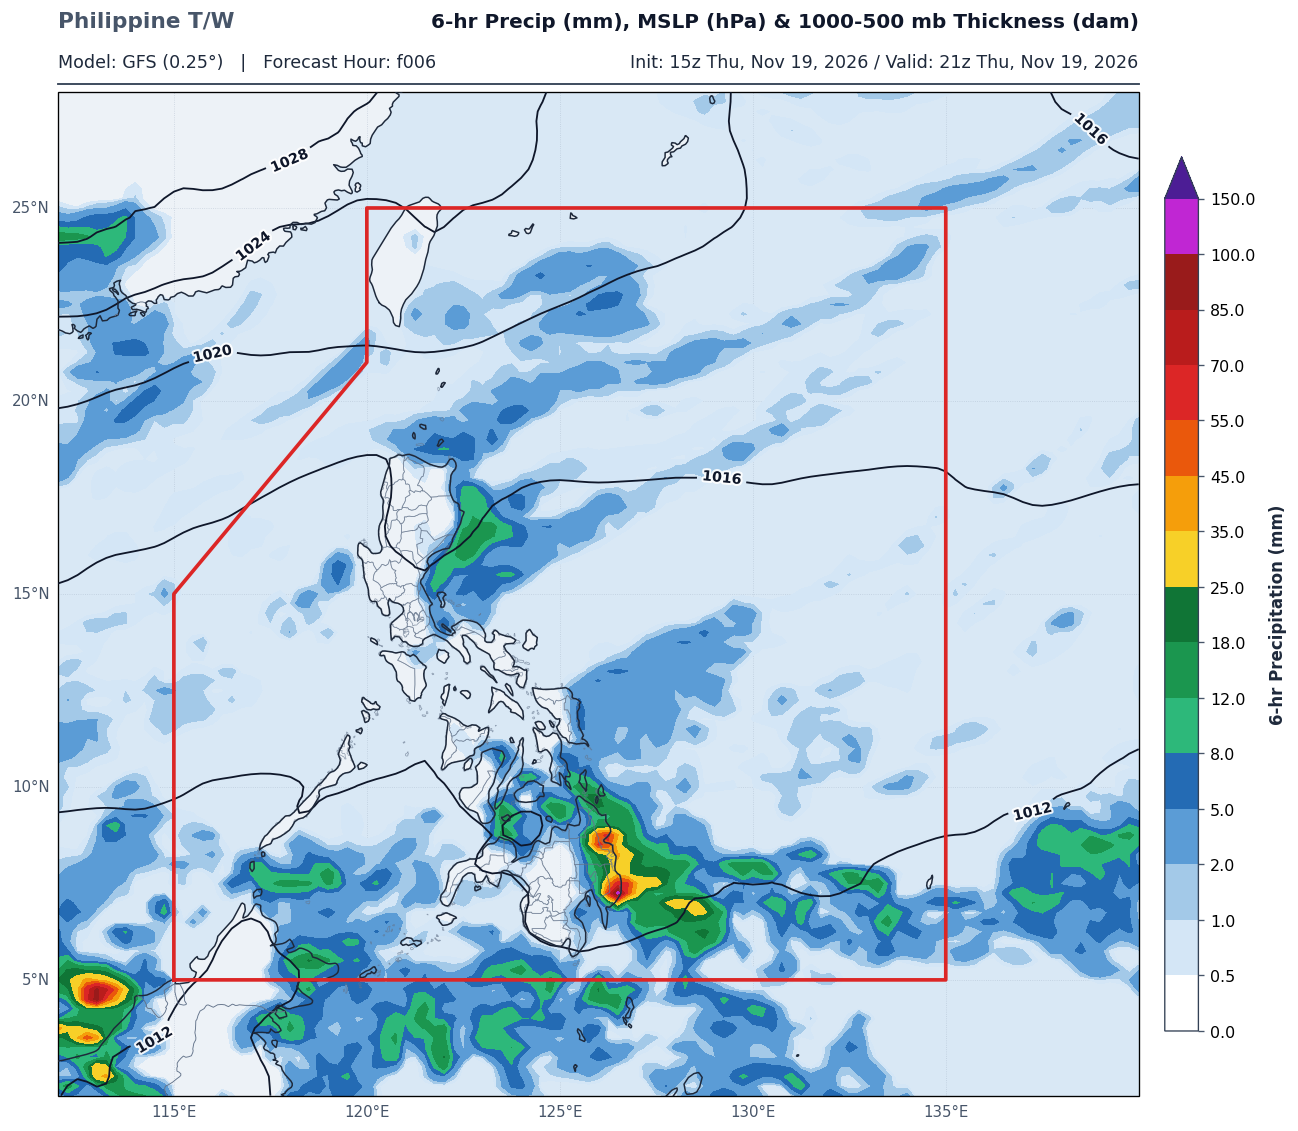 Philippine T/W
6-hr Precip (mm), MSLP (hPa) & 1000-500 mb Thickness (dam)
Model: GFS (0.25°) | Forecast Hour: f006
Init: 15z Thu, Nov 19, 2026 / Valid: 21z Thu, Nov 19, 2026
1016
1028
1024
1020
1016
1012
1012
25°N
20°N
15°N
10°N
5°N
115°E
120°E
125°E
130°E
135°E
150.0
100.0
85.0
70.0
55.0
45.0
35.0
25.0
18.0
12.0
8.0
5.0
2.0
1.0
0.5
0.0
6-hr Precipitation (mm)